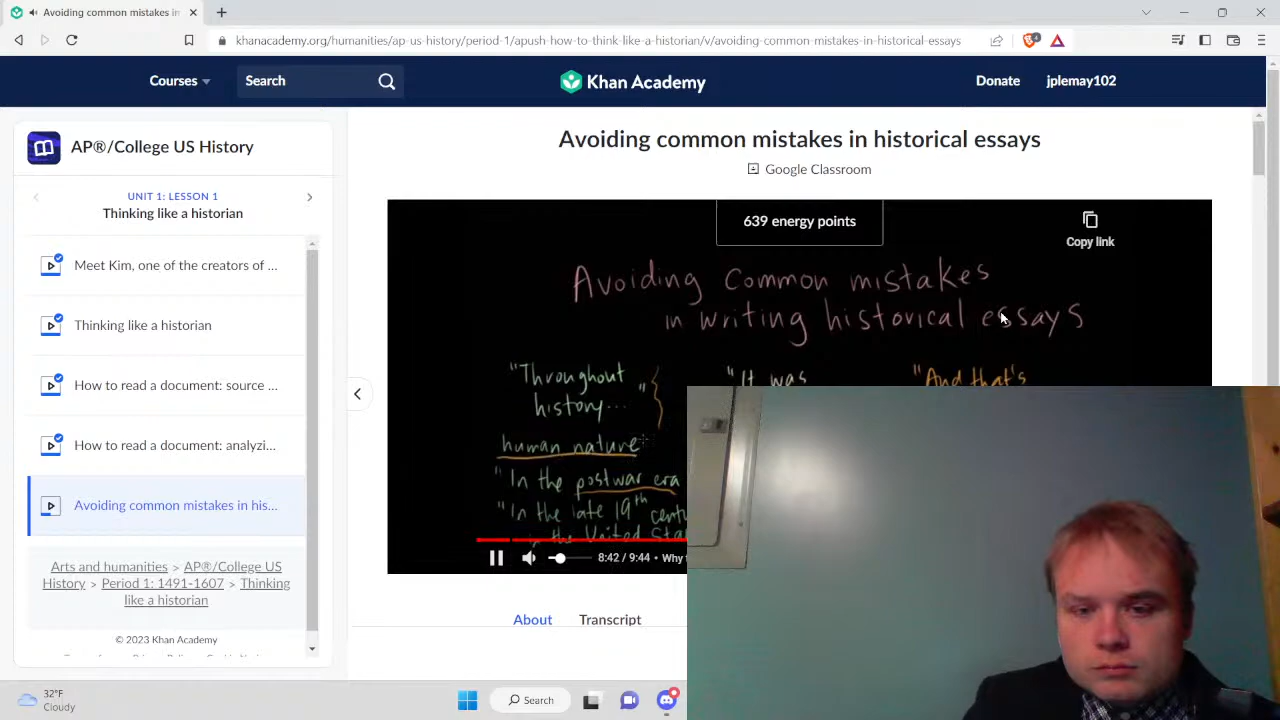 Avoiding common mistakes in
khanacademy.org/humanities/ap-us-history/period-1/apush-how-to-think-like-a-historian/v/avoiding-common-mistakes-in-historical-essays
Courses
Search
Khan Academy
Donate
jplemay102
AP®/College US History
UNIT 1: LESSON 1
Thinking like a historian
Meet Kim, one of the creators of ...
Thinking like a historian
How to read a document: source ...
How to read a document: analyzi...
Avoiding common mistakes in his...
Arts and humanities > AP®/College US
History > Period 1: 1491-1607 > Thinking
like a historian
© 2023 Khan Academy
Avoiding common mistakes in historical essays
Google Classroom
639 energy points
Copy link
Avoiding Common mistakes
in writing historical essays
"Throughout
history..."
human nature
"In the postwar era
"In the late 19th
in the United
"It was
"And that's
8:42 / 9:44 • Why
About
Transcript
32°F
Cloudy
Search